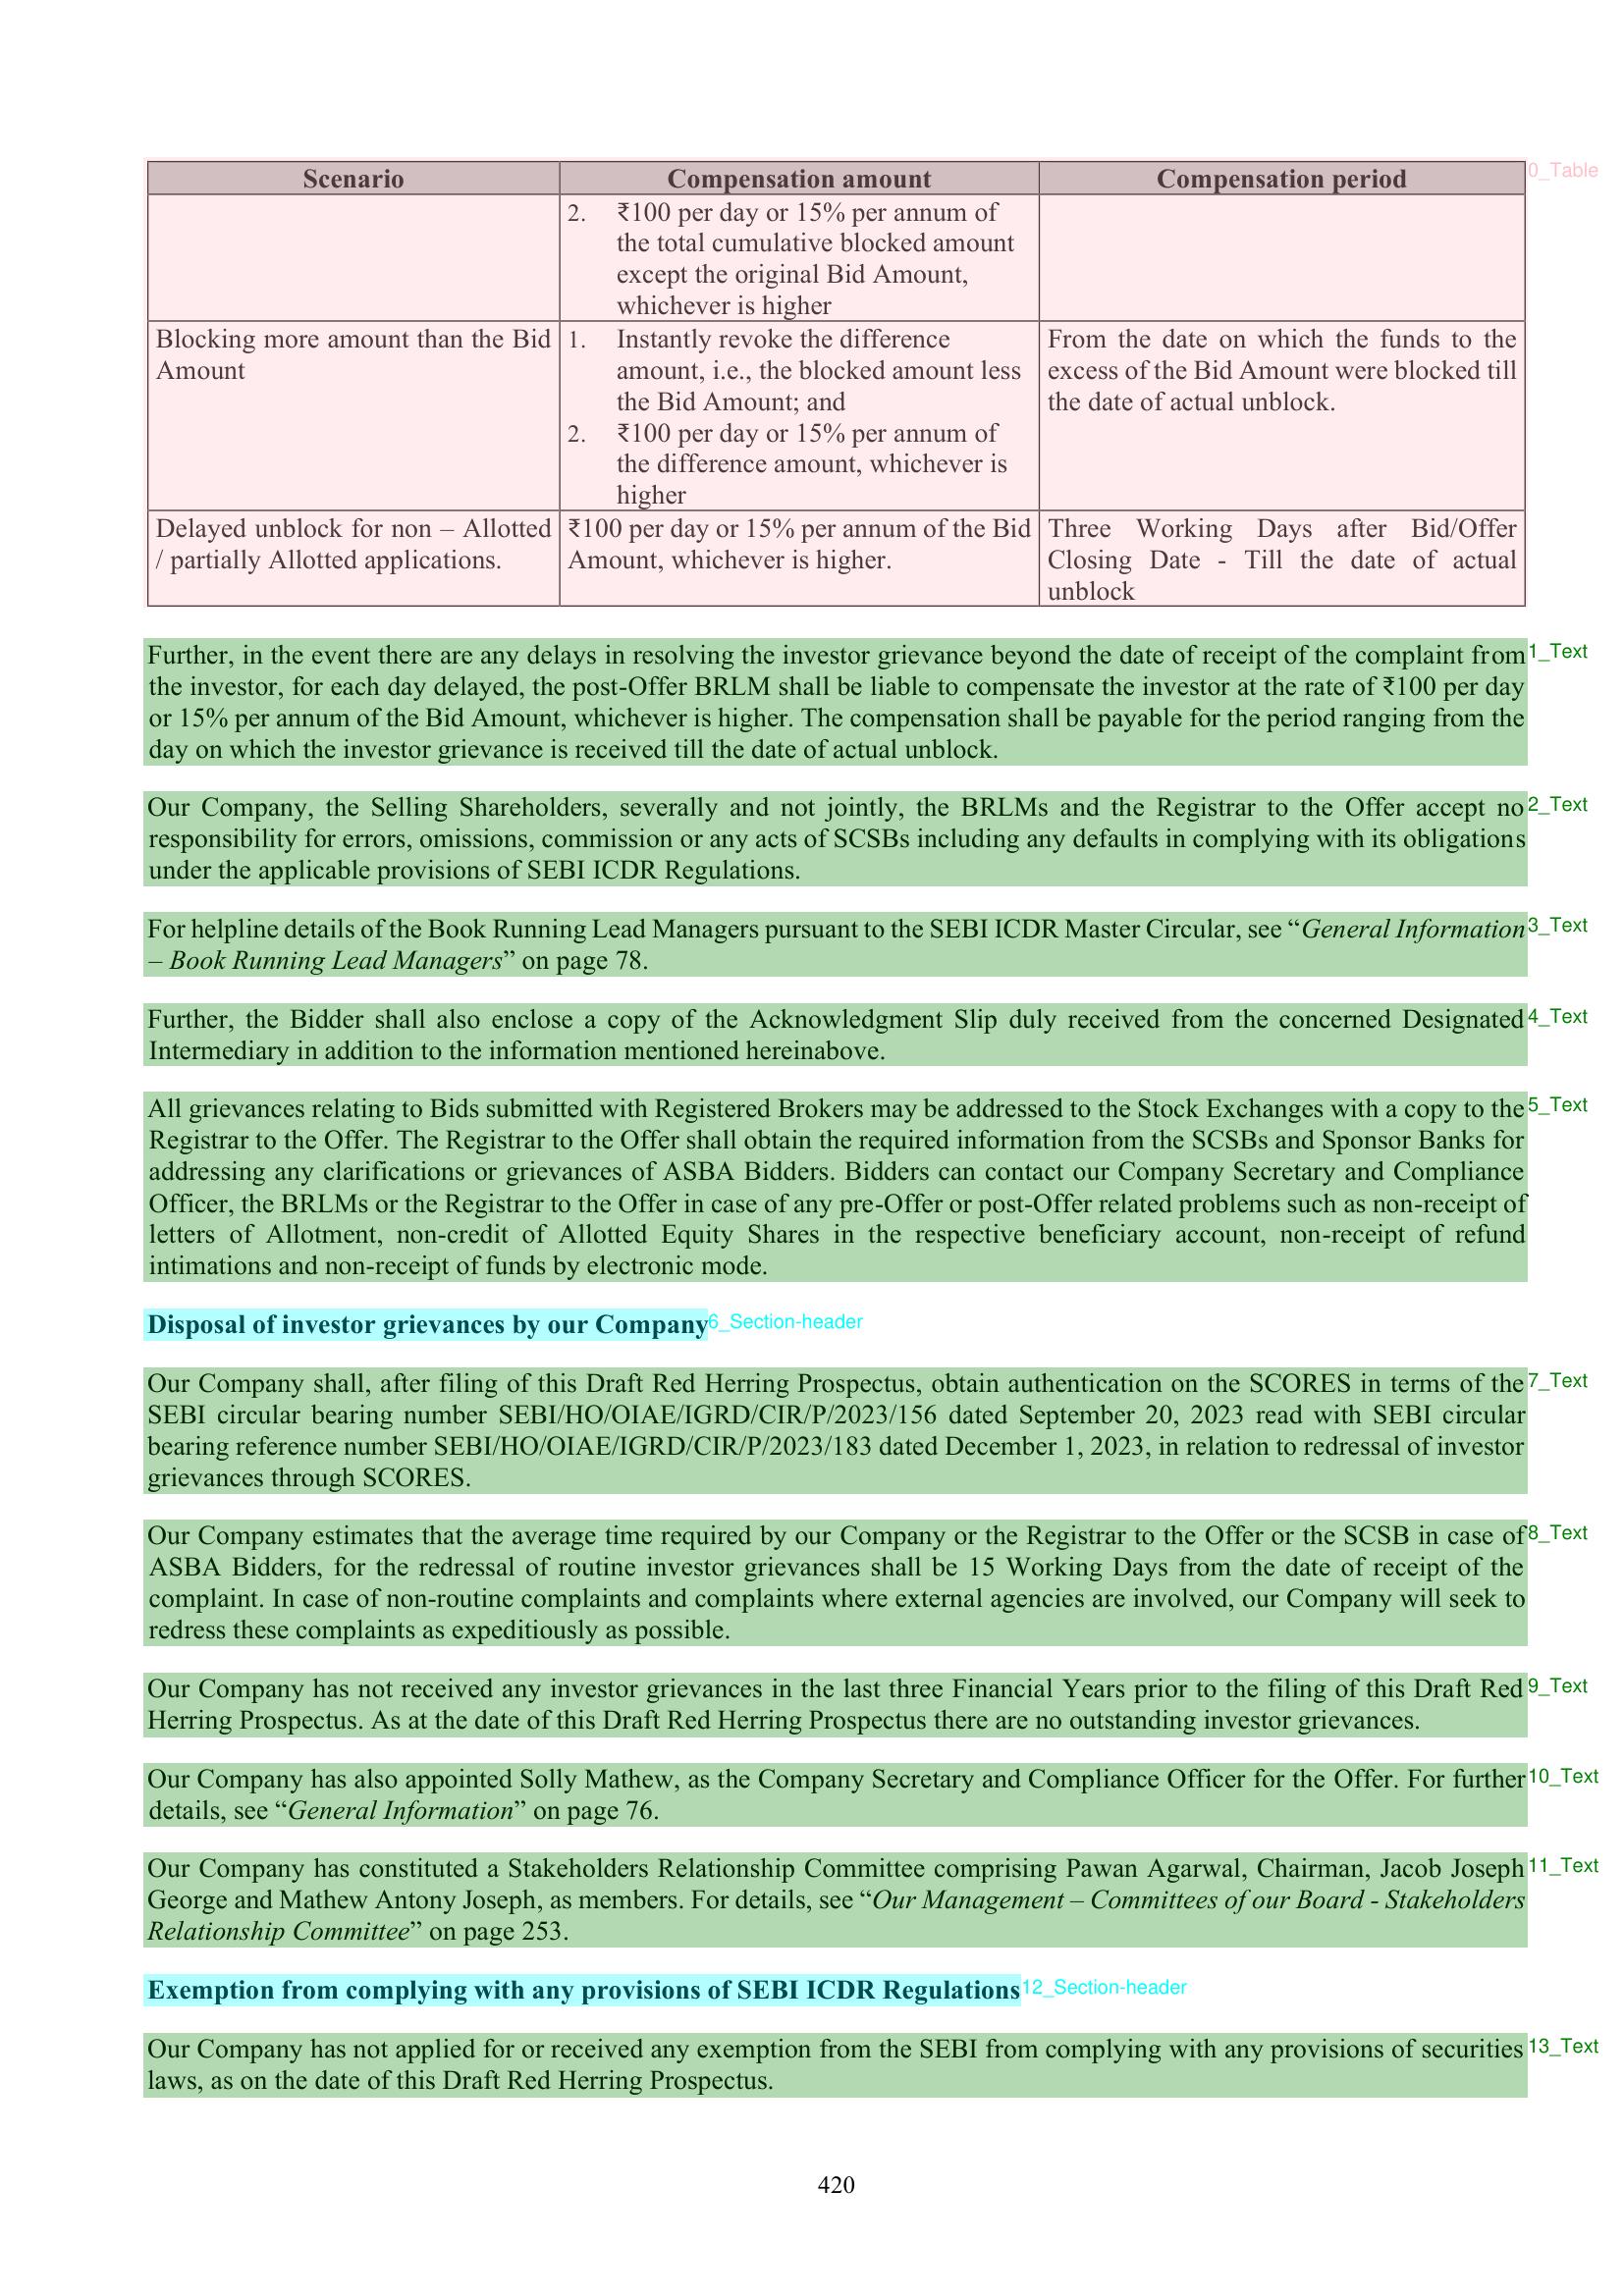 Scenario Compensation amount Compensation period 0_Table
2. ₹100 per day or 15% per annum of
the total cumulative blocked amount
except the original Bid Amount,
whichever is higher
Blocking more amount than the Bid
Amount
1. Instantly revoke the difference
amount, i.e., the blocked amount less
the Bid Amount; and
2. ₹100 per day or 15% per annum of
the difference amount, whichever is
higher
From the date on which the funds to the
excess of the Bid Amount were blocked till
the date of actual unblock.
Delayed unblock for non – Allotted
/ partially Allotted applications.
₹100 per day or 15% per annum of the Bid
Amount, whichever is higher.
Three Working Days after Bid/Offer
Closing Date - Till the date of actual
unblock
Further, in the event there are any delays in resolving the investor grievance beyond the date of receipt of the complaint from 1_Text
the investor, for each day delayed, the post-Offer BRLM shall be liable to compensate the investor at the rate of ₹100 per day
or 15% per annum of the Bid Amount, whichever is higher. The compensation shall be payable for the period ranging from the
day on which the investor grievance is received till the date of actual unblock.
Our Company, the Selling Shareholders, severally and not jointly, the BRLMs and the Registrar to the Offer accept no 2_Text
responsibility for errors, omissions, commission or any acts of SCSBs including any defaults in complying with its obligations
under the applicable provisions of SEBI ICDR Regulations.
For helpline details of the Book Running Lead Managers pursuant to the SEBI ICDR Master Circular, see “General Information 3_Text
– Book Running Lead Managers” on page 78.
Further, the Bidder shall also enclose a copy of the Acknowledgment Slip duly received from the concerned Designated 4_Text
Intermediary in addition to the information mentioned hereinabove.
All grievances relating to Bids submitted with Registered Brokers may be addressed to the Stock Exchanges with a copy to the 5_Text
Registrar to the Offer. The Registrar to the Offer shall obtain the required information from the SCSBs and Sponsor Banks for
addressing any clarifications or grievances of ASBA Bidders. Bidders can contact our Company Secretary and Compliance
Officer, the BRLMs or the Registrar to the Offer in case of any pre-Offer or post-Offer related problems such as non-receipt of
letters of Allotment, non-credit of Allotted Equity Shares in the respective beneficiary account, non-receipt of refund
intimations and non-receipt of funds by electronic mode.
Disposal of investor grievances by our Company 6_Section-header
Our Company shall, after filing of this Draft Red Herring Prospectus, obtain authentication on the SCORES in terms of the 7_Text
SEBI circular bearing number SEBI/HO/OIAE/IGRD/CIR/P/2023/156 dated September 20, 2023 read with SEBI circular
bearing reference number SEBI/HO/OIAE/IGRD/CIR/P/2023/183 dated December 1, 2023, in relation to redressal of investor
grievances through SCORES.
Our Company estimates that the average time required by our Company or the Registrar to the Offer or the SCSB in case of 8_Text
ASBA Bidders, for the redressal of routine investor grievances shall be 15 Working Days from the date of receipt of the
complaint. In case of non-routine complaints and complaints where external agencies are involved, our Company will seek to
redress these complaints as expeditiously as possible.
Our Company has not received any investor grievances in the last three Financial Years prior to the filing of this Draft Red 9_Text
Herring Prospectus. As at the date of this Draft Red Herring Prospectus there are no outstanding investor grievances.
Our Company has also appointed Solly Mathew, as the Company Secretary and Compliance Officer for the Offer. For further 10_Text
details, see “General Information” on page 76.
Our Company has constituted a Stakeholders Relationship Committee comprising Pawan Agarwal, Chairman, Jacob Joseph 11_Text
George and Mathew Antony Joseph, as members. For details, see “Our Management – Committees of our Board - Stakeholders
Relationship Committee” on page 253.
Exemption from complying with any provisions of SEBI ICDR Regulations 12_Section-header
Our Company has not applied for or received any exemption from the SEBI from complying with any provisions of securities 13_Text
laws, as on the date of this Draft Red Herring Prospectus.
420